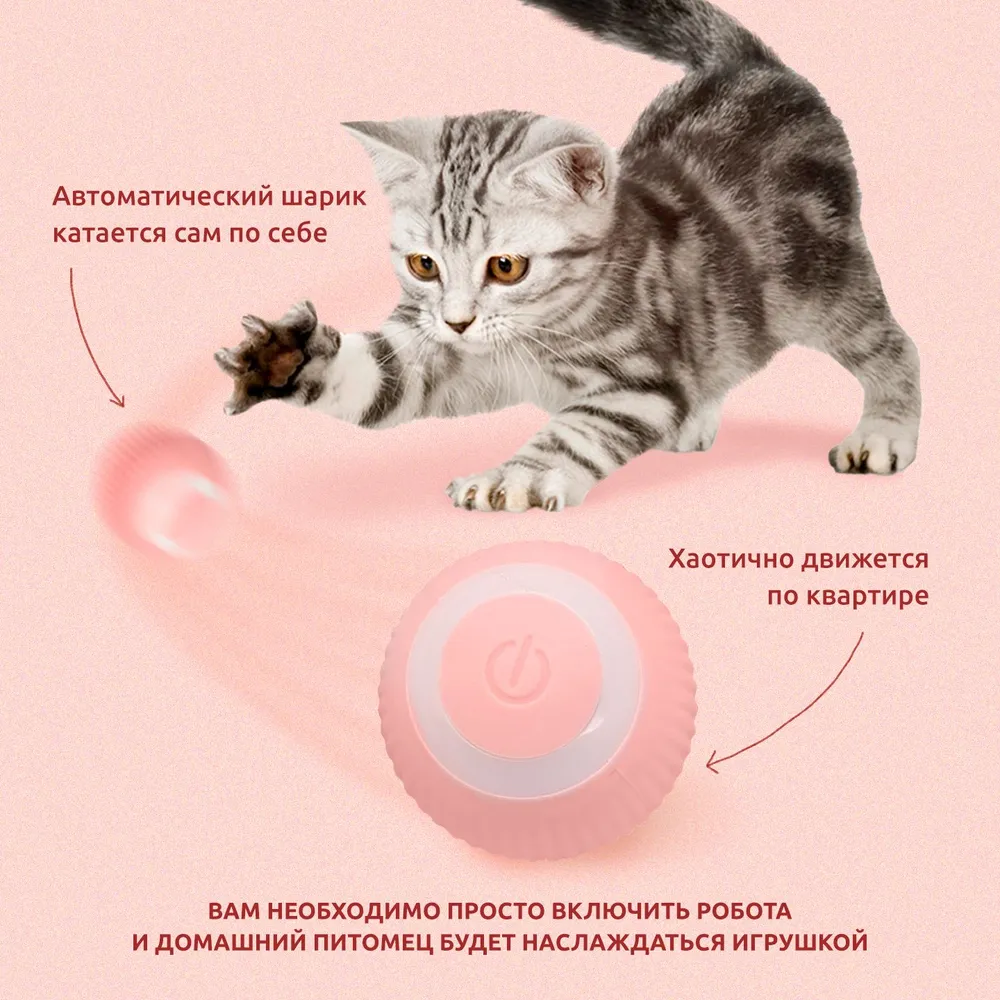 Автоматический шарик
катается сам по себе
Хаотично движется
по квартире
ВАМ НЕОБХОДИМО ПРОСТО ВКЛЮЧИТЬ РОБОТА
И ДОМАШНИЙ ПИТОМЕЦ БУДЕТ НАСЛАЖДАТЬСЯ ИГРУШКОЙ